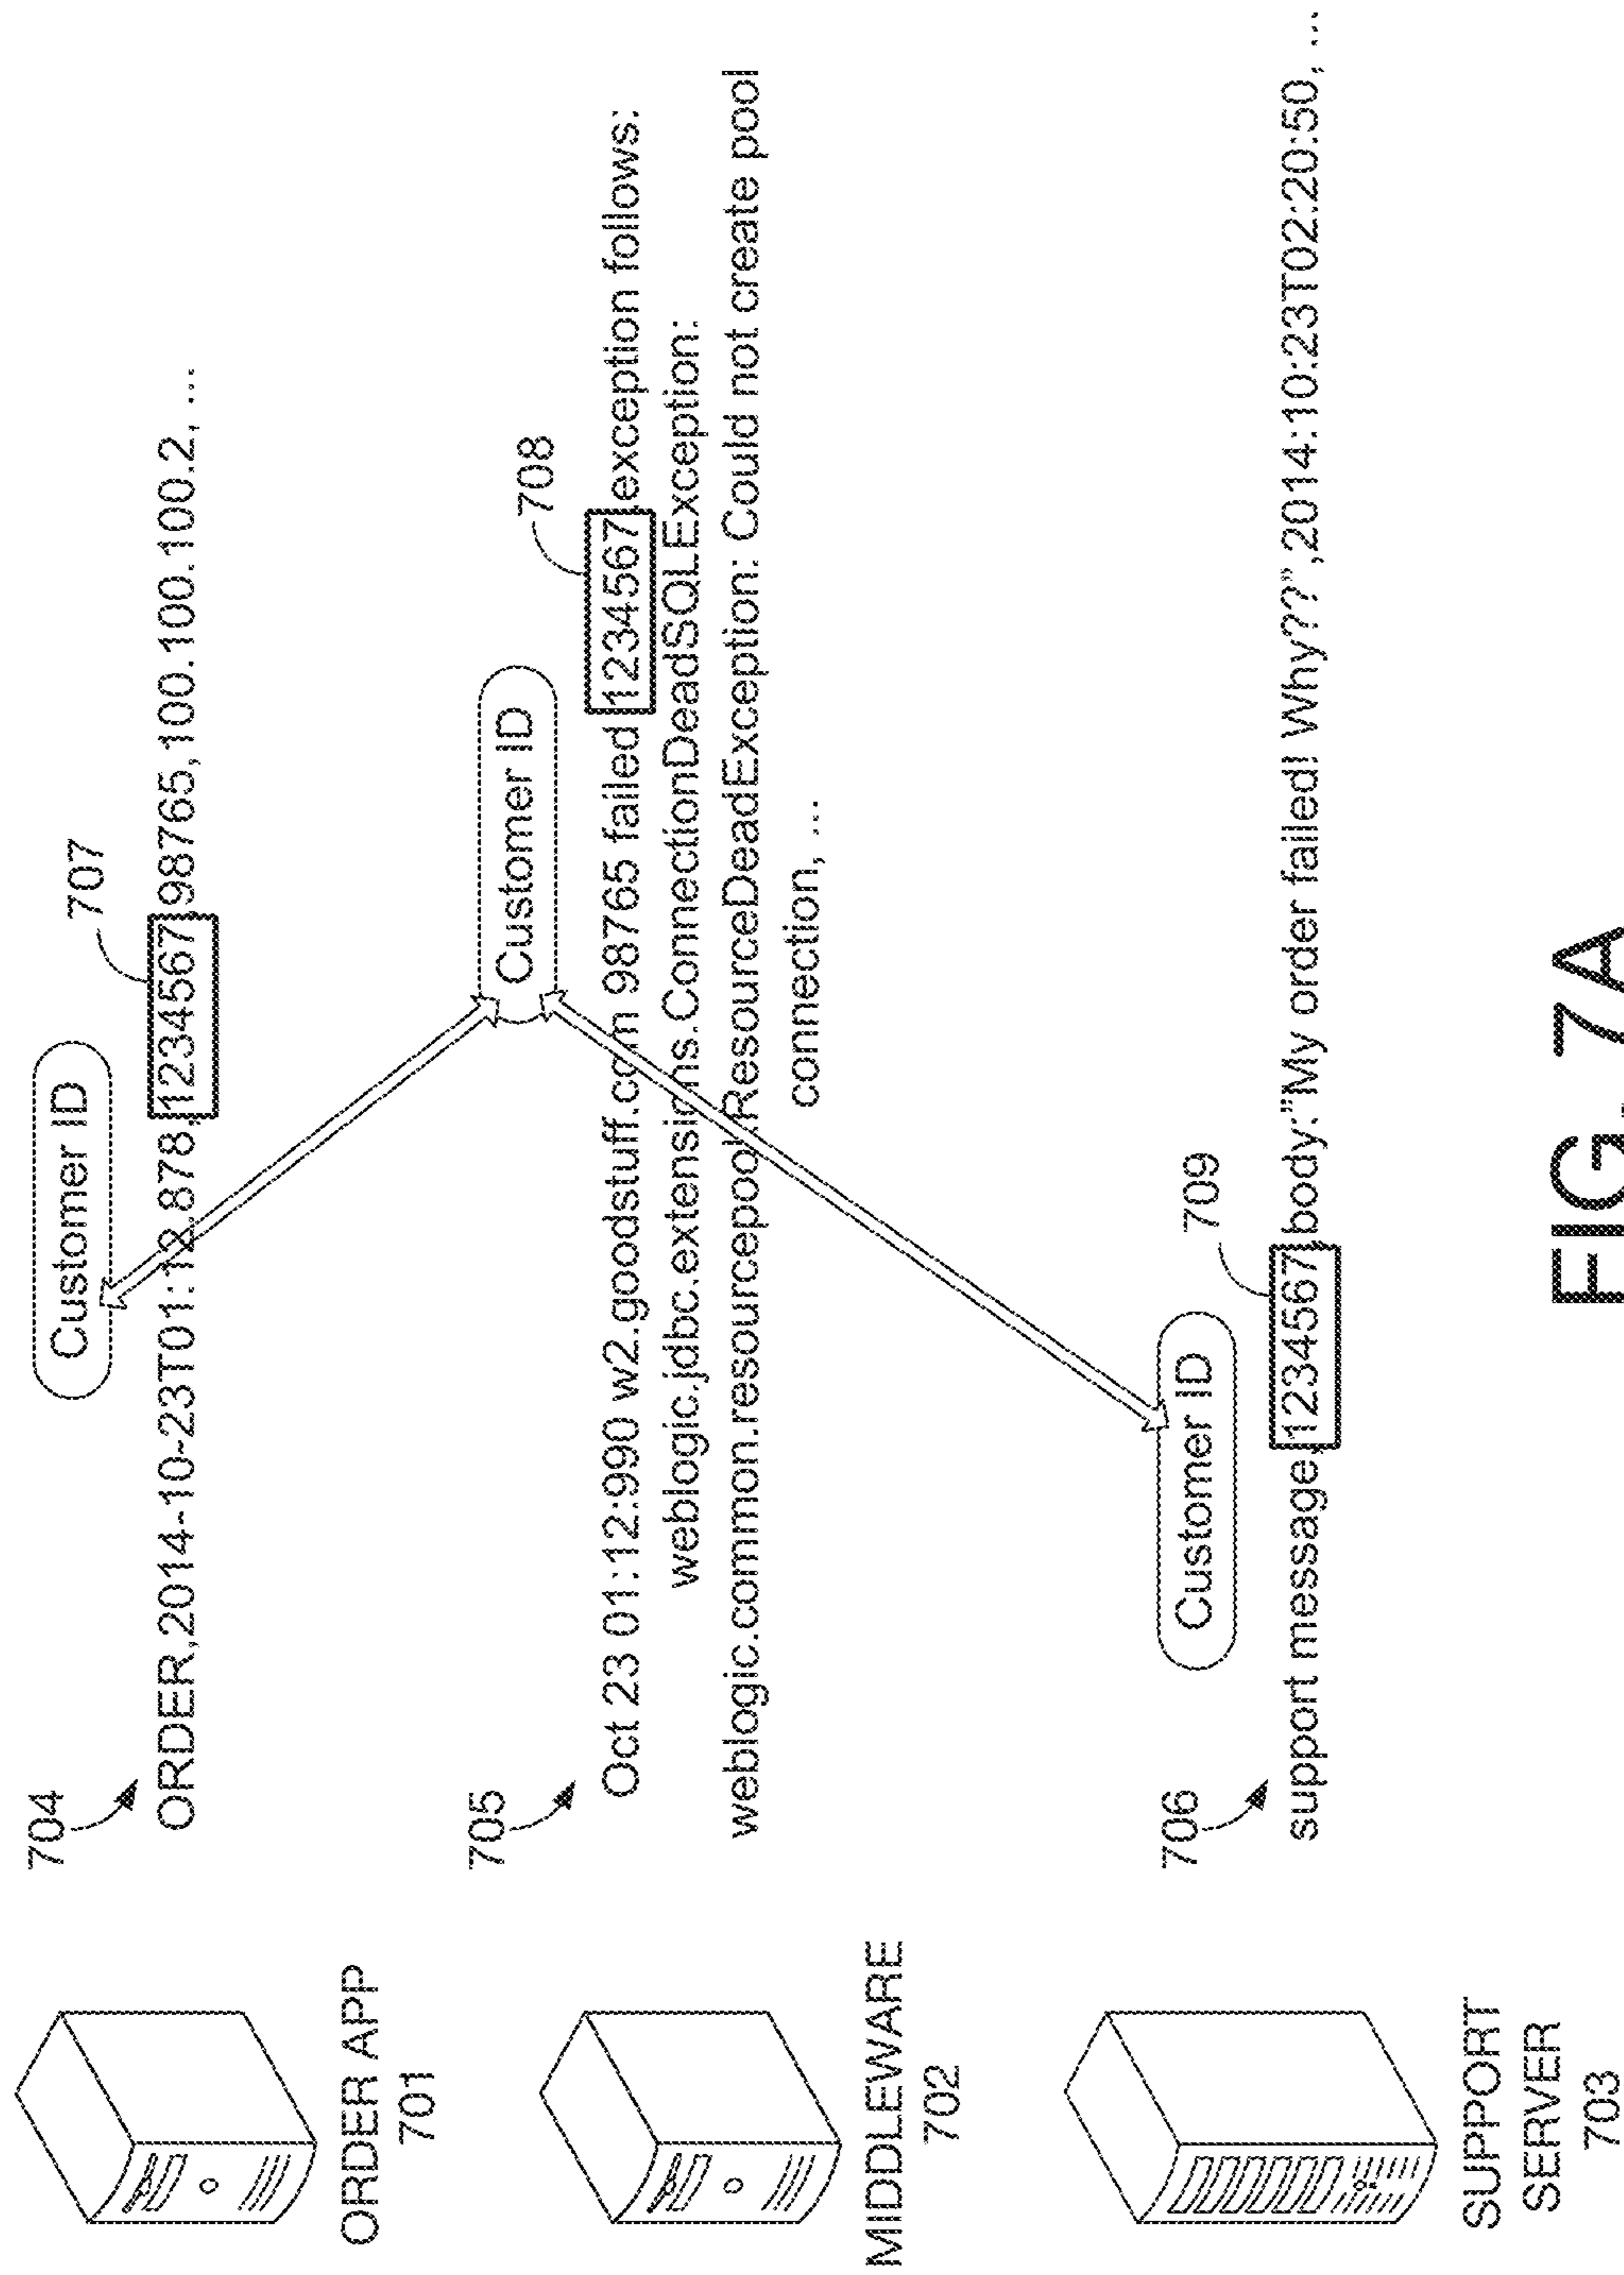 704
Customer ID
707
ORDER,2014-10-23T01:12.878,1234567,98765,100.100.100.2, ...
ORDER APP
701
705
Customer ID
708
Oct 23 01:12:990 w2.goodstuff.com 98765 failed 1234567,exception follows:
weblogic.jdbc.extensions.ConnectionDeadSQLException:
weblogic.common.resourcepool.ResourceDeadException: Could not create pool
connection, ...
MIDDLEWARE
702
706
Customer ID
709
support message,1234567,body:"My order failed! Why??",2014:10:23T02:20:50, ...
SUPPORT
SERVER
703
FIG. 7A